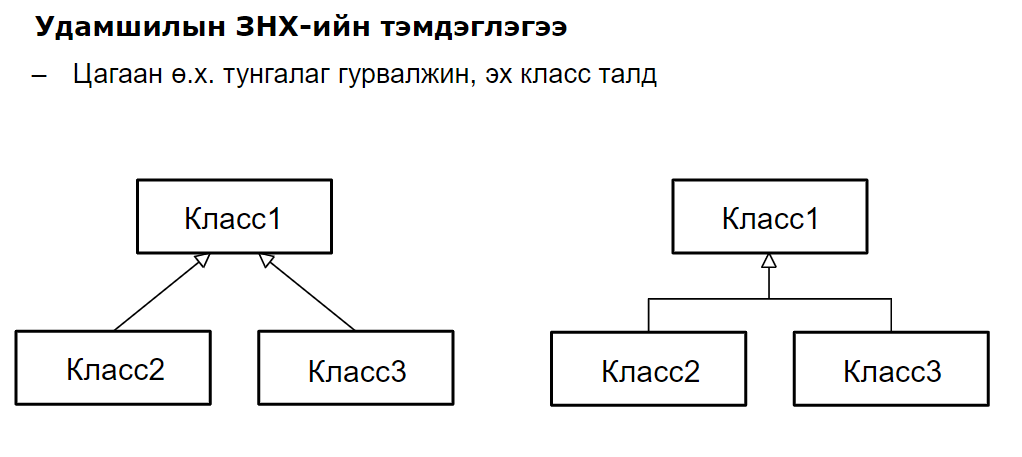 Удамшилын ЗНХ-ийн тэмдэглэгээ
– Цагаан ө.х. тунгалаг гурвалжин, эх класс талд
Класс1
Класс1
Класс2
Класс3
Класс2
Класс3